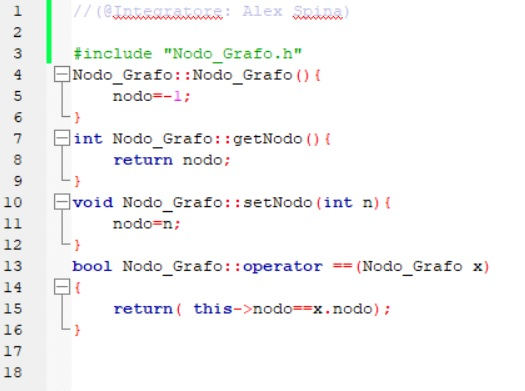 1 //(@Integratore: Alex Spina)
2
3 #include "Nodo_Grafo.h"
4 Nodo_Grafo::Nodo_Grafo(){
5 nodo=-1;
6 }
7 int Nodo_Grafo::getNodo(){
8 return nodo;
9 }
10 void Nodo_Grafo::setNodo(int n){
11 nodo=n;
12 }
13 bool Nodo_Grafo::operator ==(Nodo_Grafo x)
14 {
15 return( this->nodo==x.nodo);
16 }
17
18